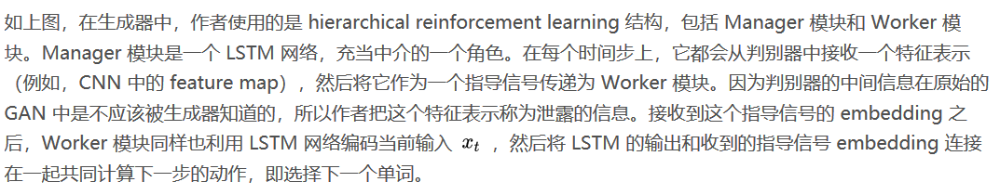 如上图，在生成器中，作者使用的是 hierarchical reinforcement learning 结构，包括 Manager 模块和 Worker 模
块。Manager 模块是一个 LSTM 网络，充当中介的一个角色。在每个时间步上，它都会从判别器中接收一个特征表示
（例如，CNN 中的 feature map），然后将它作为一个指导信号传递为 Worker 模块。因为判别器的中间信息在原始的
GAN 中是不应该被生成器知道的，所以作者把这个特征表示称为泄露的信息。接收到这个指导信号的 embedding 之
后，Worker 模块同样也利用 LSTM 网络编码当前输入 x_t ，然后将 LSTM 的输出和收到的指导信号 embedding 连接
在一起共同计算下一步的动作，即选择下一个单词。